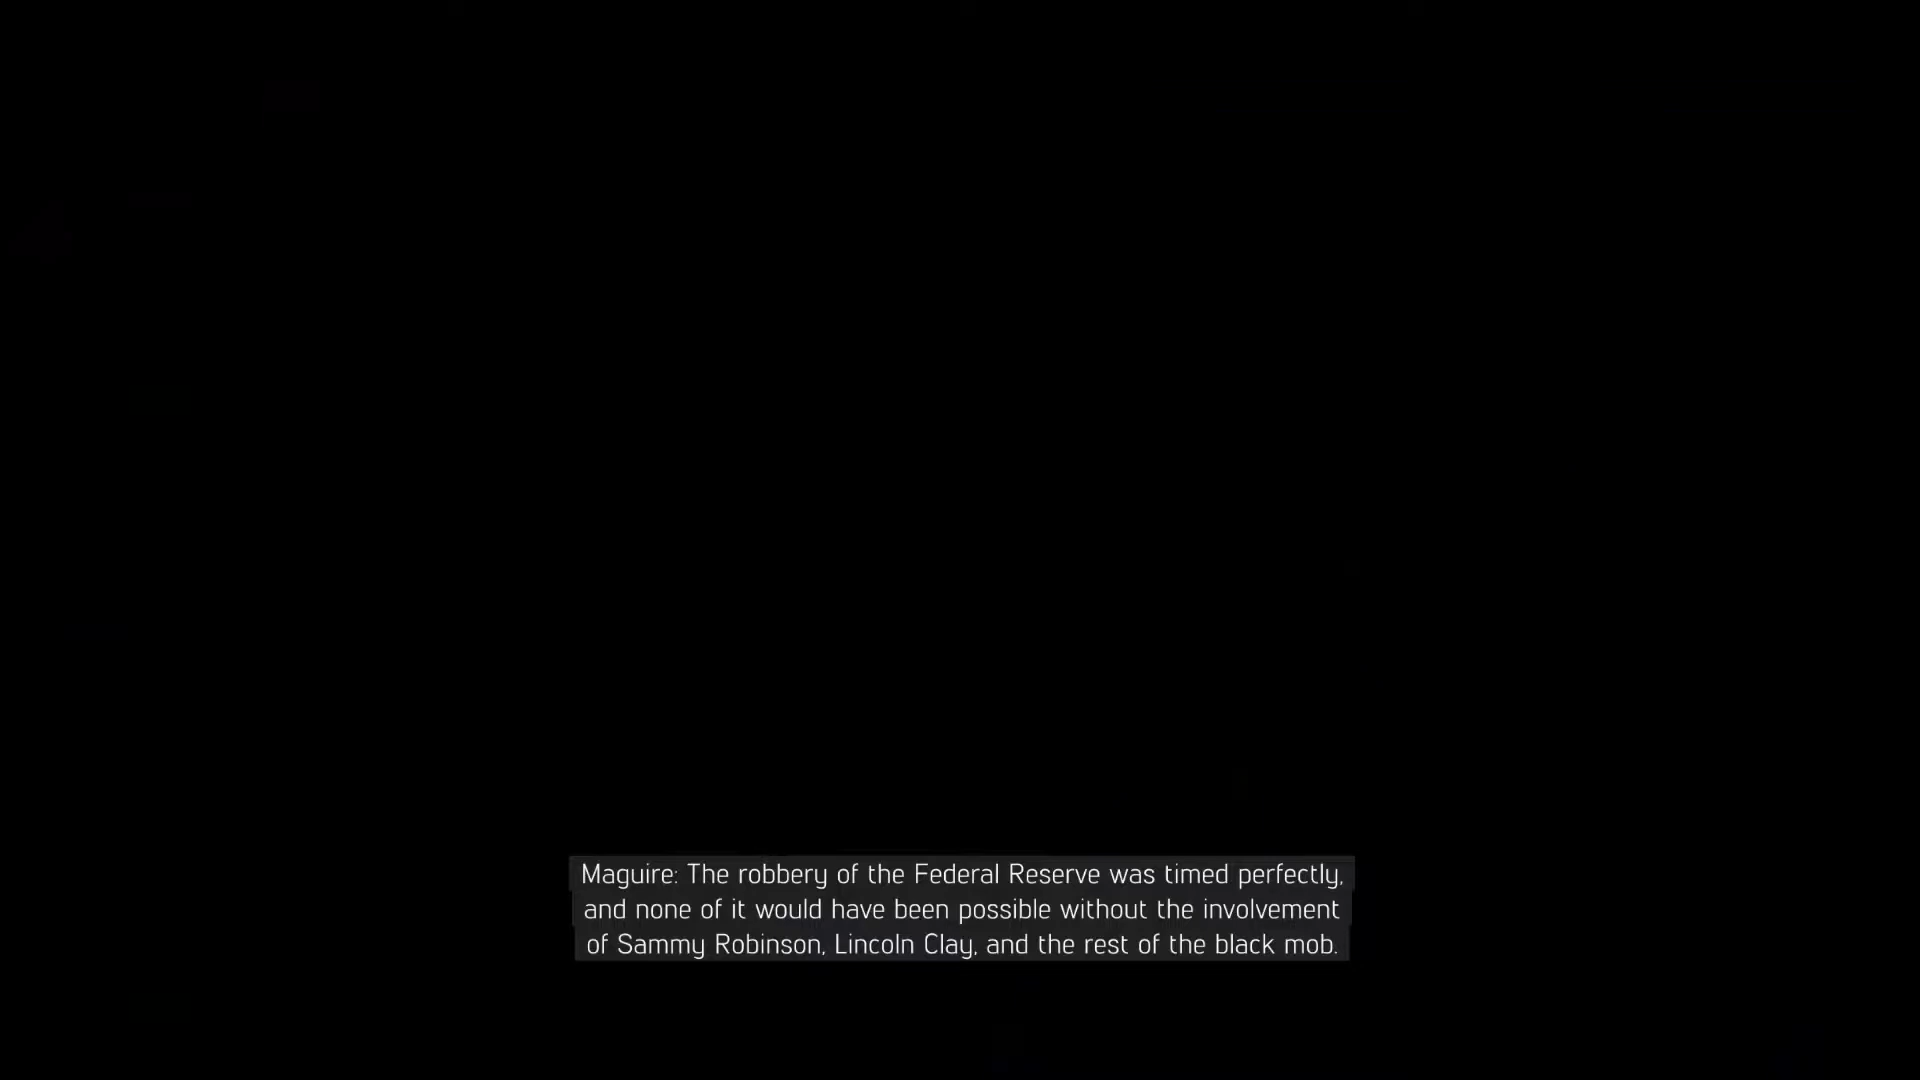 Maguire: The robbery of the Federal Reserve was timed perfectly,
and none of it would have been possible without the involvement
of Sammy Robinson, Lincoln Clay, and the rest of the black mob.